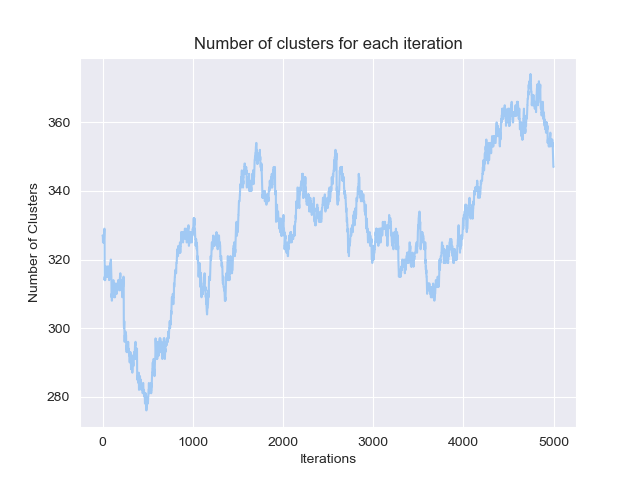 Number of clusters for each iteration
Number of Clusters
360
340
320
300
280
0 1000 2000 3000 4000 5000
Iterations